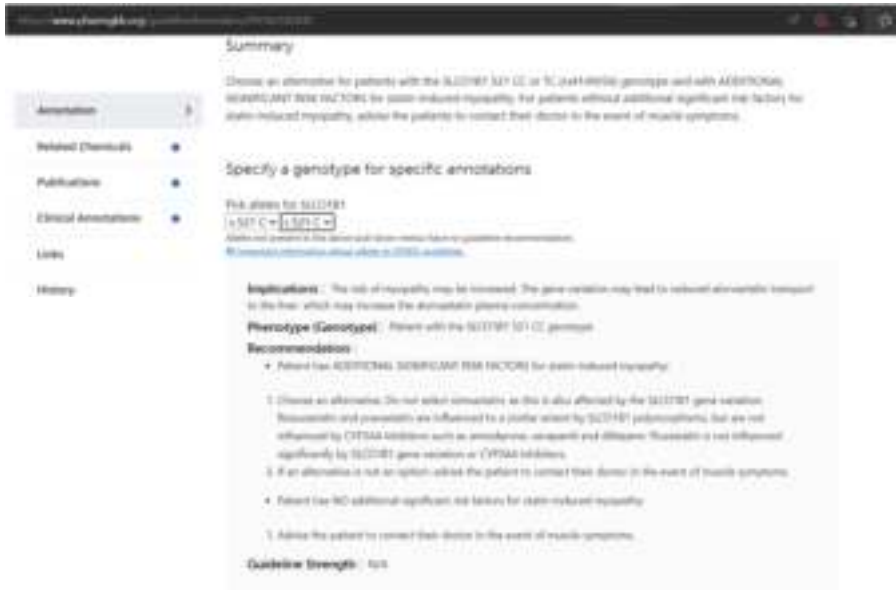 www.pharmgkb.org
Summary
Choose an alternative for patients with the SLCO1B1 521 CC or TC genotype and with ADDITIONAL
SIGNIFICANT RISK FACTORS for statin-induced myopathy. For patients without additional significant risk factors for
statin-induced myopathy, advise the patients to contact their doctor in the event of muscle symptoms.
Annotation
Related Chemicals
Publications
Clinical Annotations
Links
History
Specify a genotype for specific annotations
Pick alleles for SLCO1B1
c.521 C c.521 C
Implications : The risk of myopathy may be increased. The gene variation may lead to reduced atorvastatin transport
to the liver, which may increase the atorvastatin plasma concentration.
Phenotype (Genotype) : Patient with the SLCO1B1 521 CC genotype
Recommendation :
• Patient has ADDITIONAL SIGNIFICANT RISK FACTORS for statin-induced myopathy:
1. Choose an alternative. Do not select simvastatin, as this is also affected by the SLCO1B1 gene variation.
Rosuvastatin and pravastatin are influenced to a similar extent by SLCO1B1 polymorphisms, but are not
influenced by CYP3A4 inhibitors such as amiodarone, verapamil and diltiazem. Fluvastatin is not influenced
significantly by SLCO1B1 gene variation or CYP3A4 inhibitors.
2. If an alternative is not an option: advise the patient to contact their doctor in the event of muscle symptoms.
• Patient has NO additional significant risk factors for statin-induced myopathy:
1. Advise the patient to contact their doctor in the event of muscle symptoms.
Guideline Strength : N/A